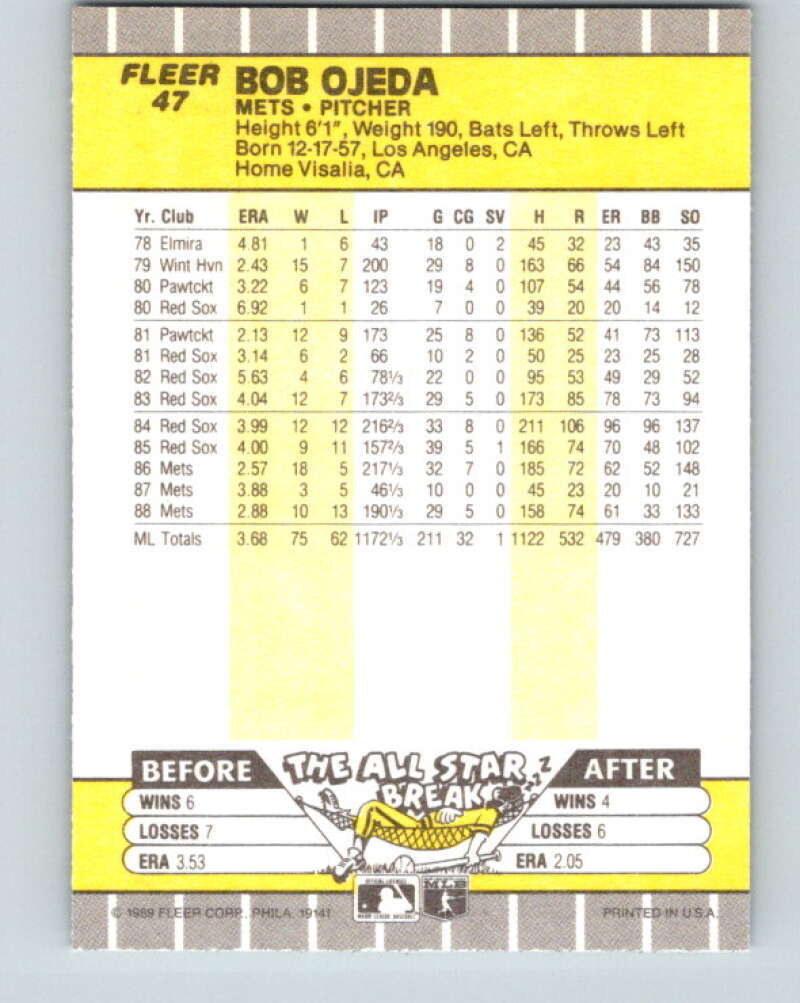 FLEER
47
BOB OJEDA
METS • PITCHER
Height 6'1", Weight 190, Bats Left, Throws Left
Born 12-17-57, Los Angeles, CA
Home Visalia, CA
Yr. Club ERA W L IP G CG SV H R ER BB SO
78 Elmira 4.81 1 6 43 18 0 2 45 32 23 43 35
79 Wint Hvn 2.43 15 7 200 29 8 0 163 66 54 84 150
80 Pawtckt 3.22 6 7 123 19 4 0 107 54 44 56 78
80 Red Sox 6.92 1 1 26 7 0 0 39 20 20 14 12
81 Pawtckt 2.13 12 9 173 25 8 0 136 52 41 73 113
81 Red Sox 3.14 6 2 66 10 2 0 50 25 23 25 28
82 Red Sox 5.63 4 6 78⅓ 22 0 0 95 53 49 29 52
83 Red Sox 4.04 12 7 173⅔ 29 5 0 173 85 78 73 94
84 Red Sox 3.99 12 12 216⅔ 33 8 0 211 106 96 96 137
85 Red Sox 4.00 9 11 157⅔ 39 5 1 166 74 70 48 102
86 Mets 2.57 18 5 217⅓ 32 7 0 185 72 62 52 148
87 Mets 3.88 3 5 46⅓ 10 0 0 45 23 20 10 21
88 Mets 2.88 10 13 190⅓ 29 5 0 158 74 61 33 133
ML Totals 3.68 75 62 1172⅓ 211 32 1 1122 532 479 380 727
BEFORE THE ALL STAR BREAK zzZ AFTER
WINS 6 WINS 4
LOSSES 7 LOSSES 6
ERA 3.53 ERA 2.05
OFFICIAL LICENSEE
MAJOR LEAGUE BASEBALL
MLB
© 1989 FLEER CORP., PHILA. 19141 PRINTED IN U.S.A.